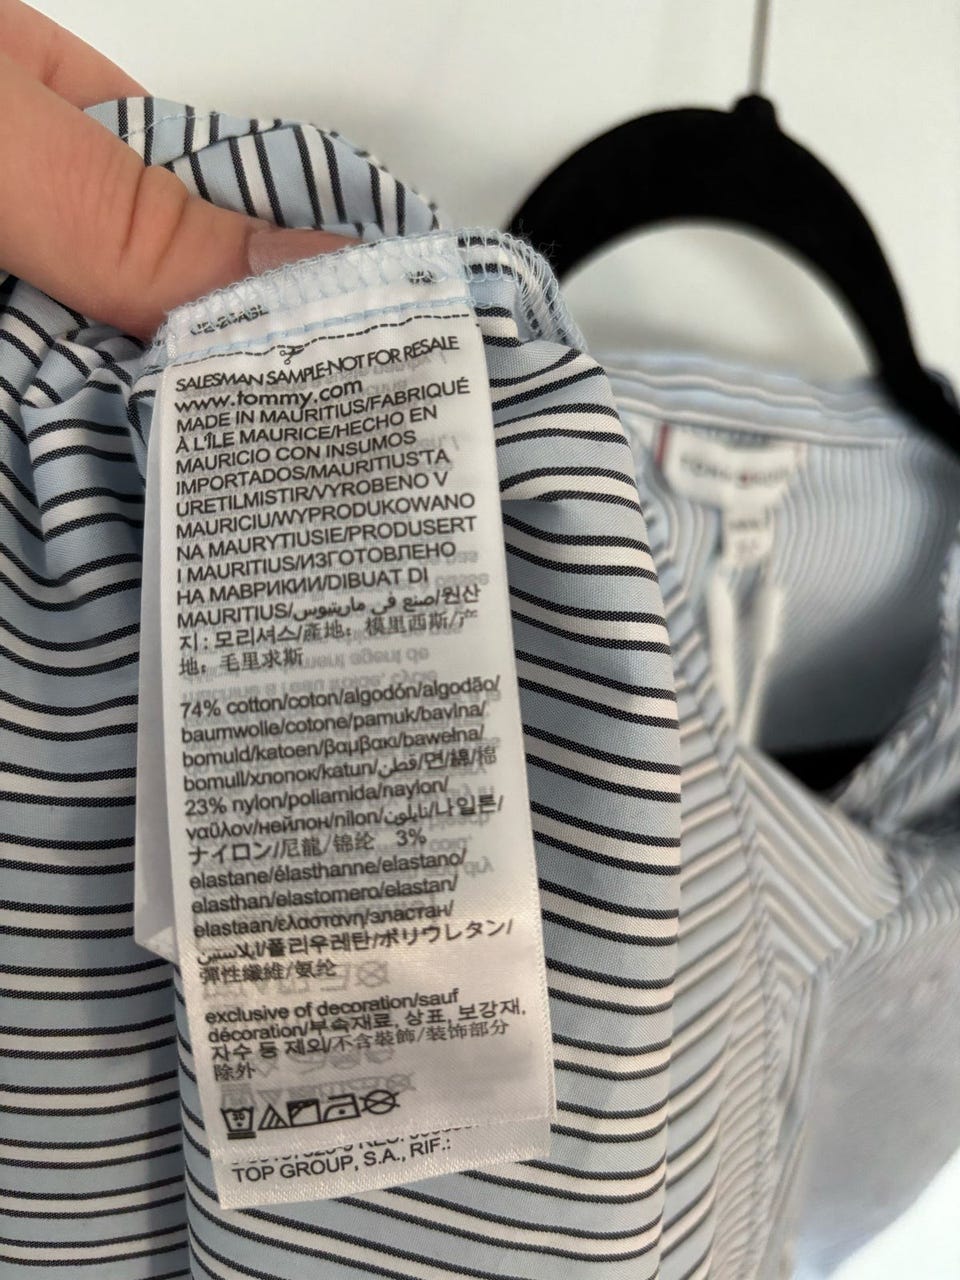 SALESMAN SAMPLE-NOT FOR RESALE
www.tommy.com
MADE IN MAURITIUS/FABRIQUÉ
À L'ÎLE MAURICE/HECHO EN
MAURICIO CON INSUMOS
IMPORTADOS/MAURITIUS'TA
ÜRETILMISTIR/VYROBENO V
MAURICIU/WYPRODUKOWANO
NA MAURYTIUSIE/PRODUSERT
I MAURITIUS/ИЗГОТОВЛЕНО
НА МАВРИКИИ/DIBUAT DI
MAURITIUS/صنع في ماريتيوس/원산
지: 모리셔스/產地: 模里西斯/产
地: 毛里求斯
74% cotton/coton/algodón/algodão/
baumwolle/cotone/pamuk/bavlna/
bomuld/katoen/βαμβακι/bawełna/
bomull/хлопок/katun/قطن/면/綿/棉
23% nylon/poliamida/naylon/
ναϋλον/нейлон/nilon/نايلون/나일론/
ナイロン/尼龍/锦纶 3%
elastane/élasthanne/elastano/
elasthan/elastomero/elastan/
elastaan/ελαστανη/эластан/
ايلاستين/폴리우레탄/ポリウレタン/
彈性纖維/氨纶
exclusive of decoration/sauf
décoration/부속재료, 상표, 보강재,
자수 등 제외/不含裝飾/装饰部分
除外
30
TOP GROUP, S.A., RIF.: